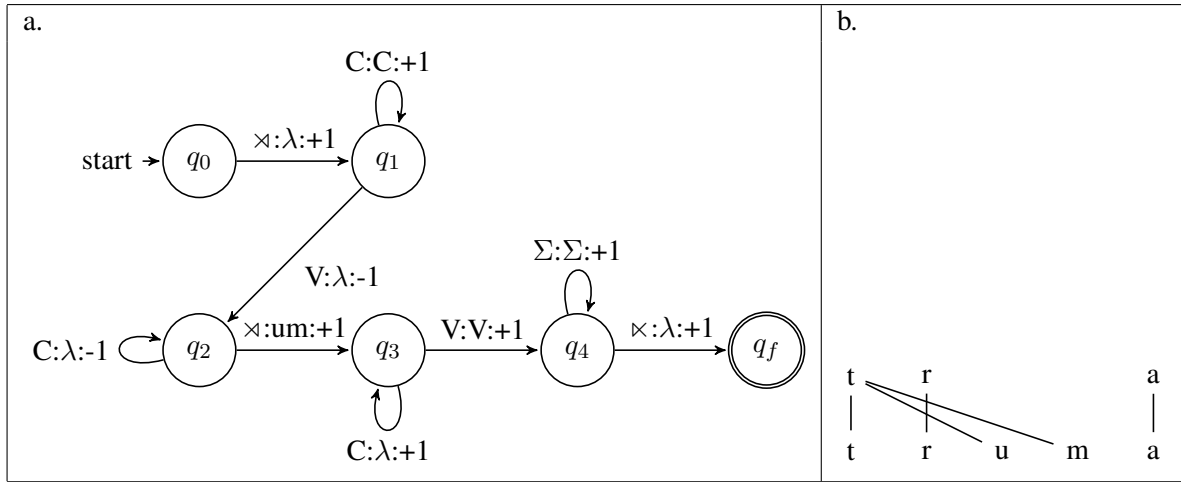 a.
b.
C:C:+1
start
q0
⋊:λ:+1
q1
V:λ:-1
Σ:Σ:+1
C:λ:-1
q2
⋊:um:+1
q3
V:V:+1
q4
⋉:λ:+1
qf
C:λ:+1
t r a
t r u m a